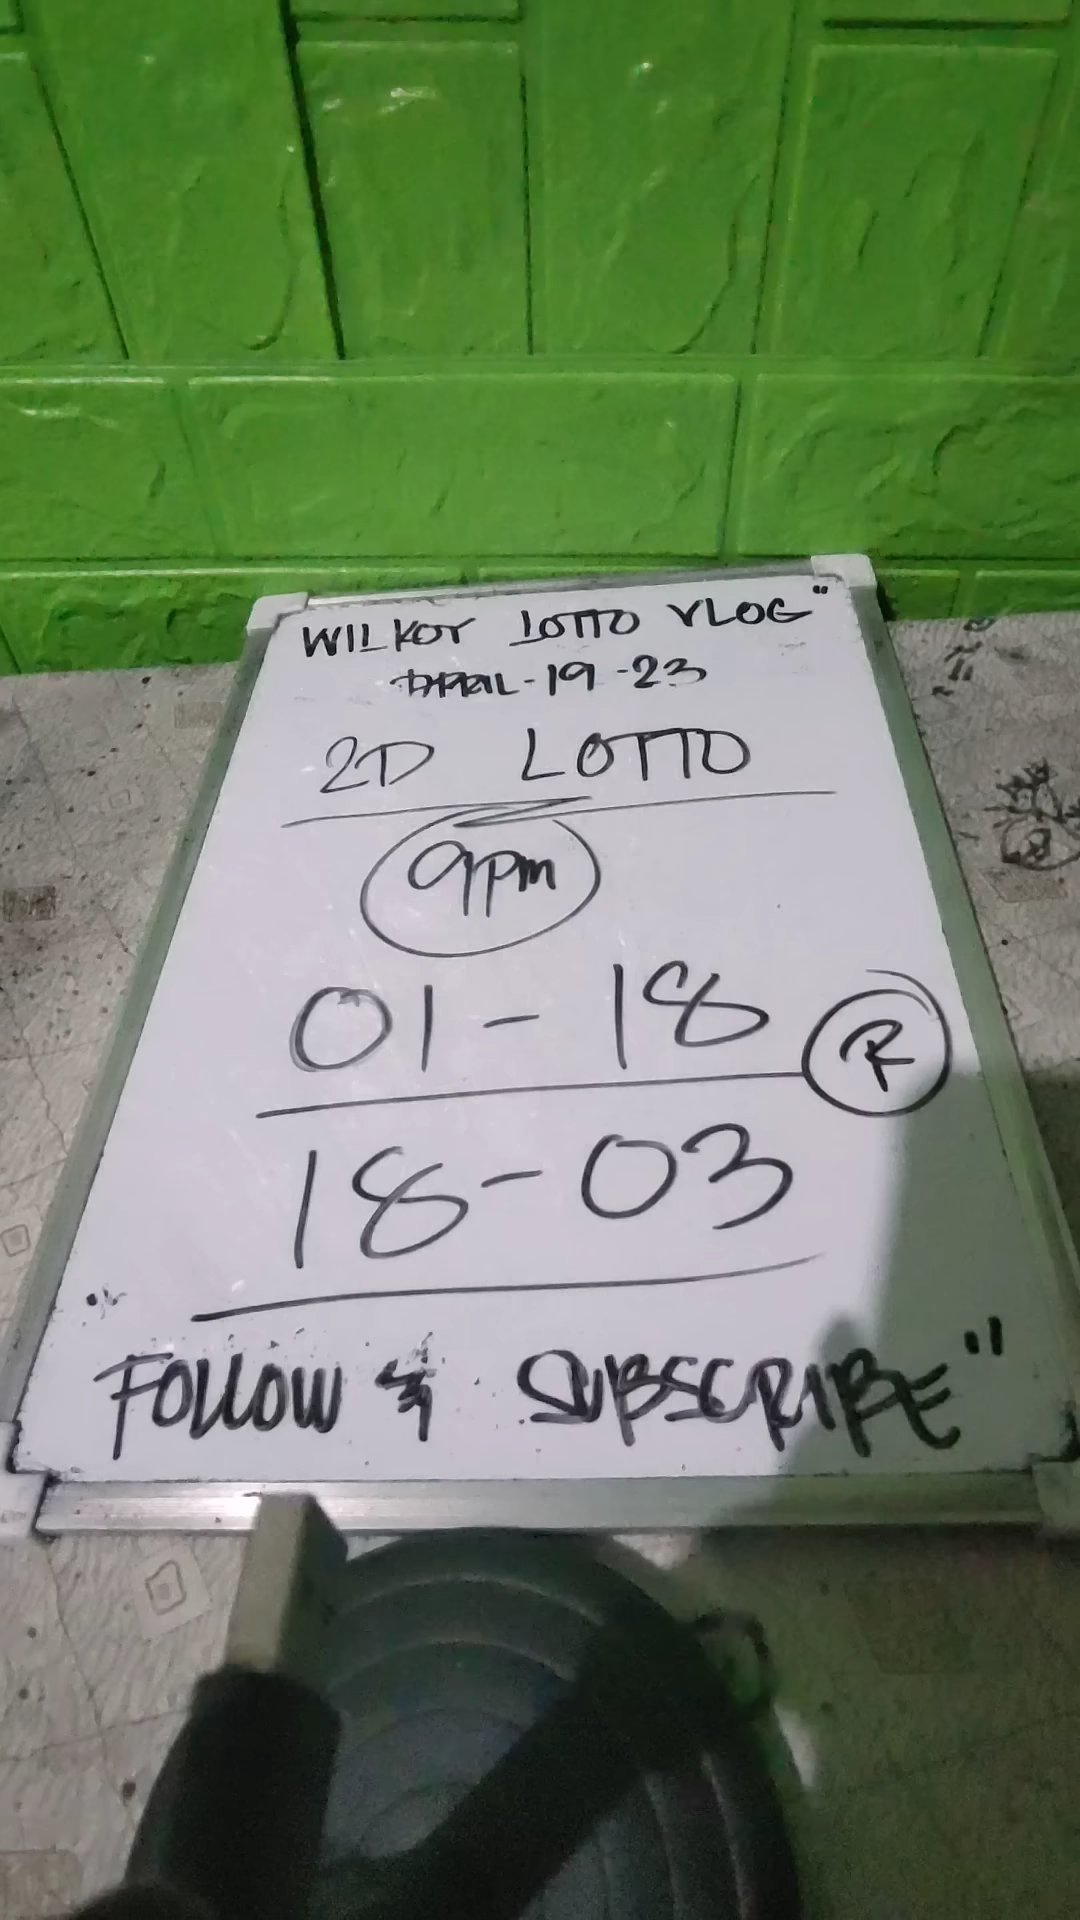 WILKOY LOTTO VLOG"
APRIL-19-23
2D LOTTO
9pm
01-18 R
18-03
FOLLOW & SUBSCRIBE"